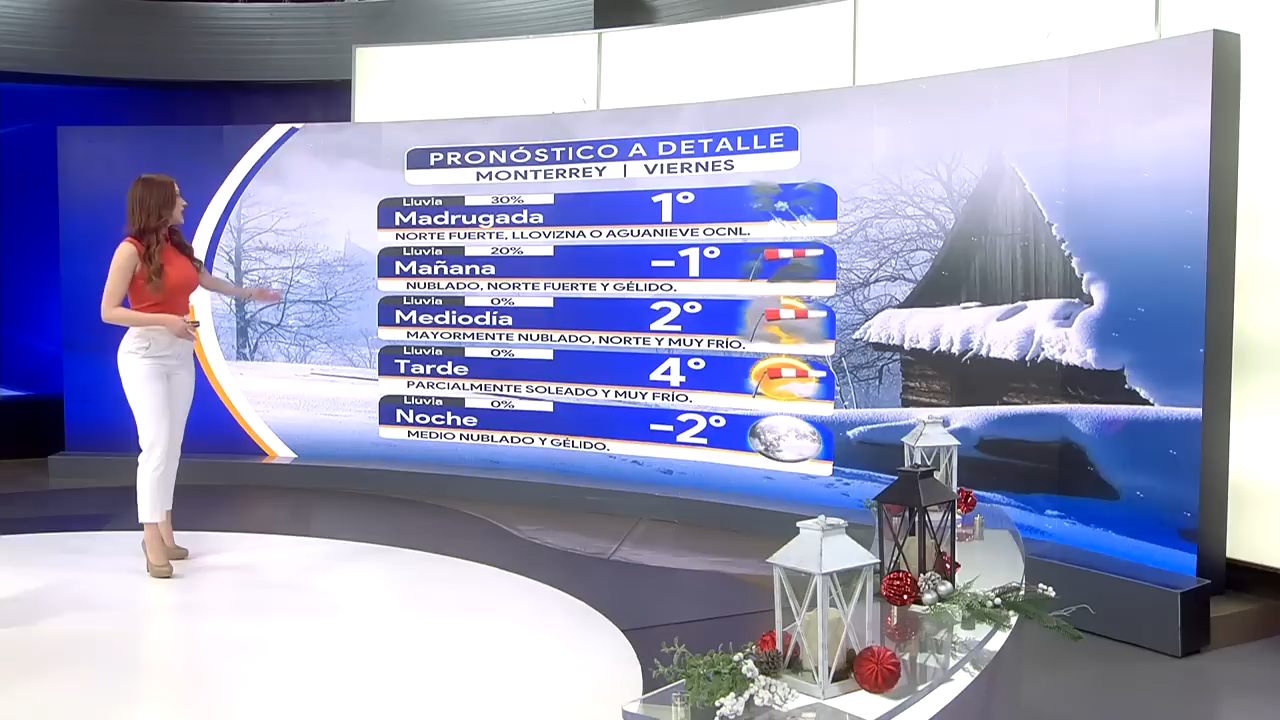 PRONÓSTICO A DETALLE
MONTERREY | VIERNES
Lluvia 30%
Madrugada 1°
NORTE FUERTE, LLOVIZNA O AGUANIEVE OCNL.
Lluvia 20%
Mañana -1°
NUBLADO, NORTE FUERTE Y GÉLIDO.
Lluvia 0%
Mediodía 2°
MAYORMENTE NUBLADO, NORTE Y MUY FRÍO.
Lluvia 0%
Tarde 4°
PARCIALMENTE SOLEADO Y MUY FRÍO.
Lluvia 0%
Noche -2°
MEDIO NUBLADO Y GÉLIDO.